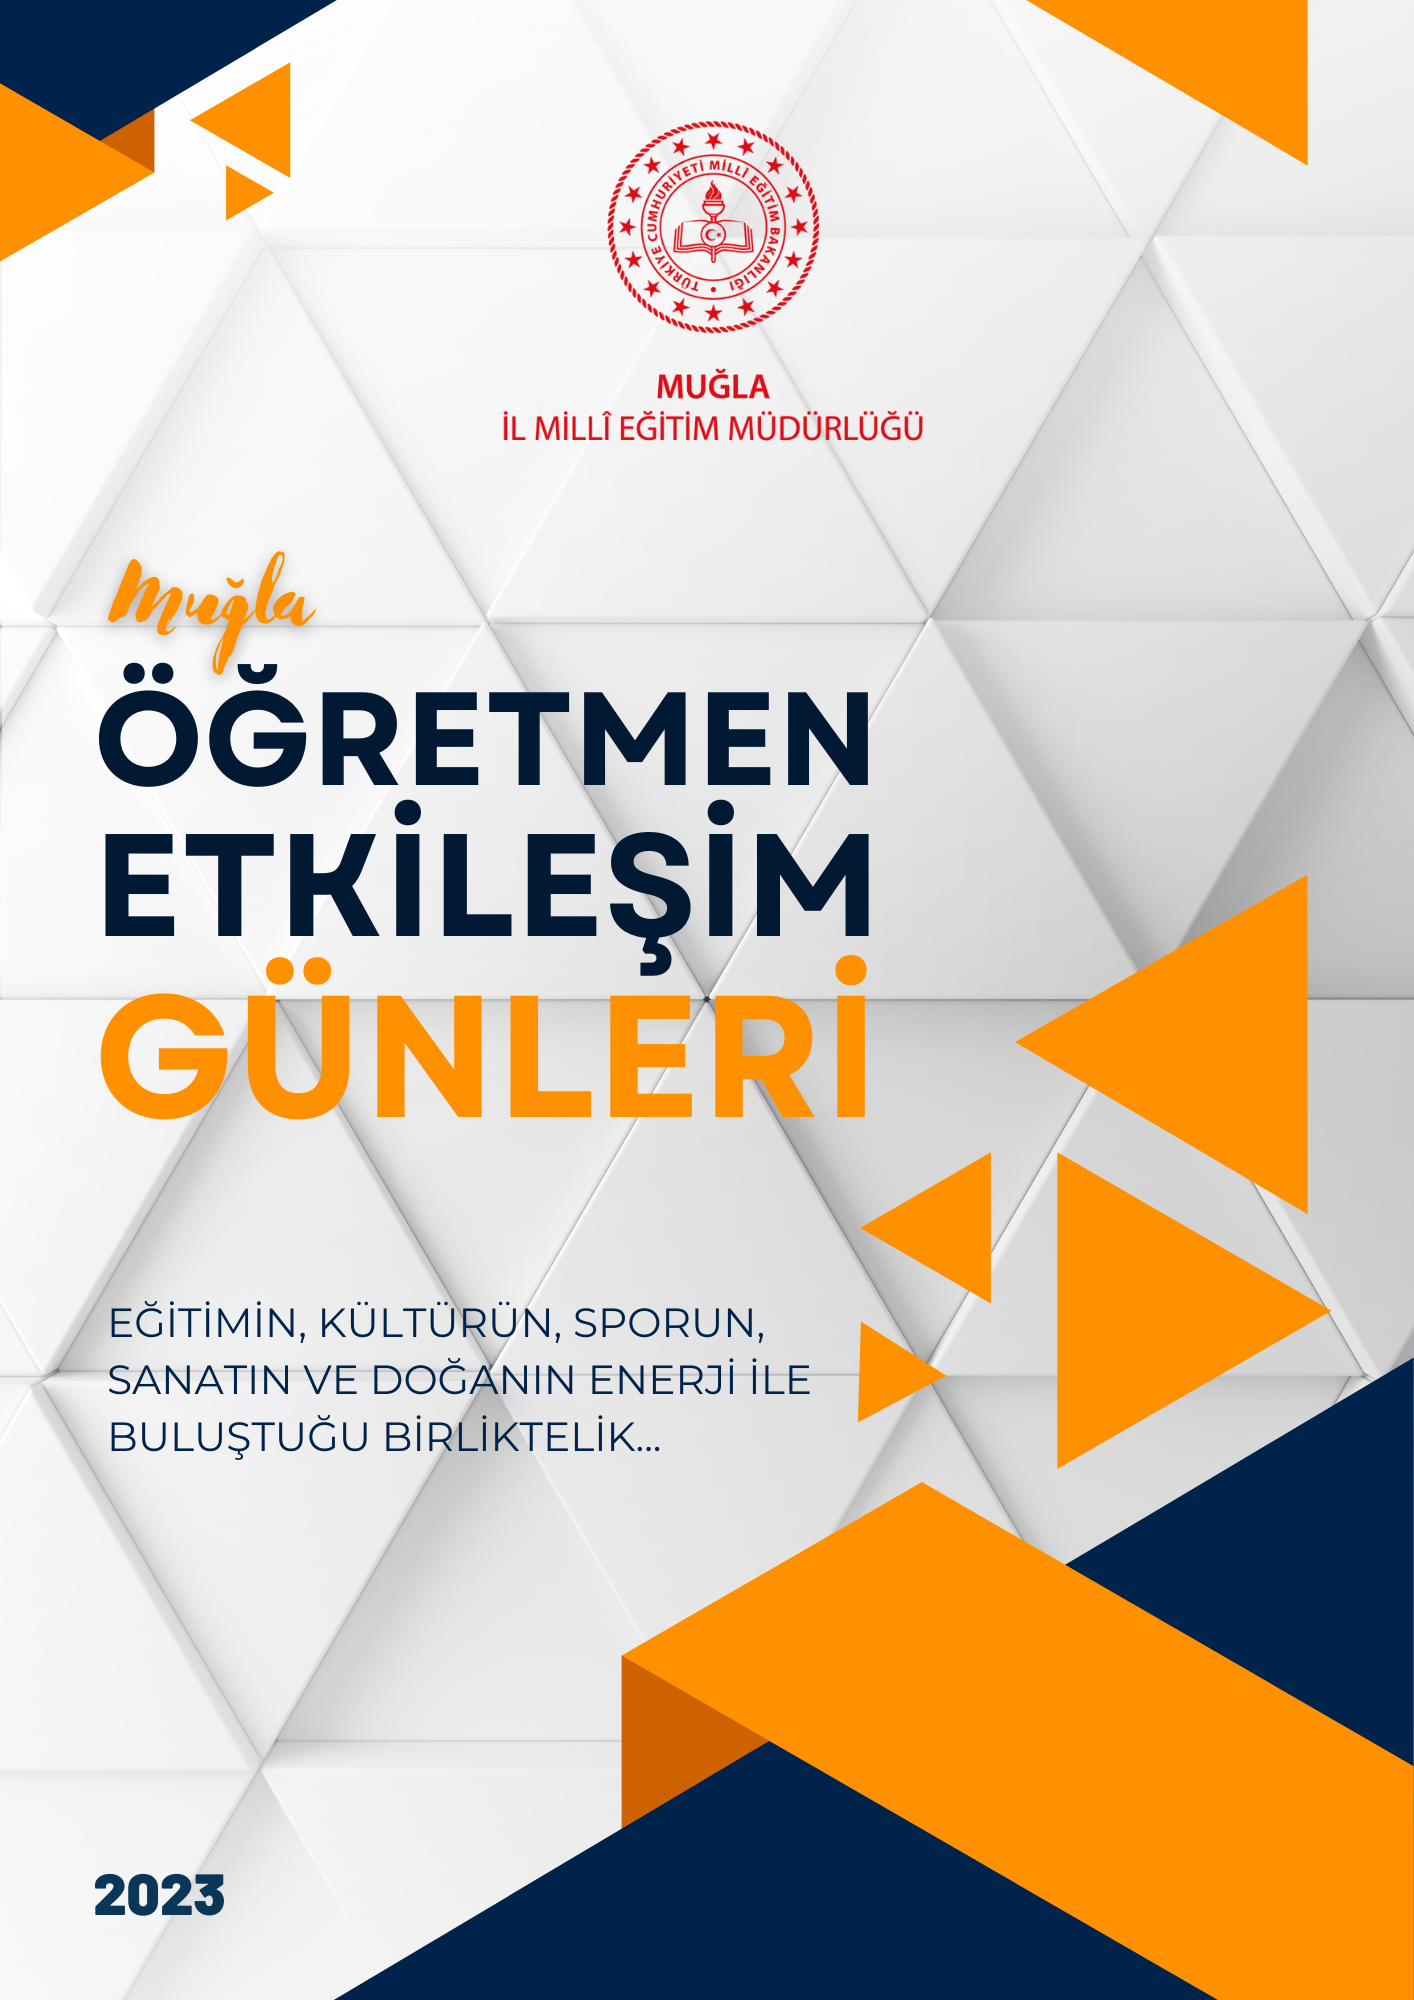 TÜRKİYE CUMHURİYETİ MİLLÎ EĞİTİM BAKANLIĞI
MUĞLA
İL MİLLÎ EĞİTİM MÜDÜRLÜĞÜ
Muğla
ÖĞRETMEN
ETKİLEŞİM
GÜNLERİ
EĞİTİMİN, KÜLTÜRÜN, SPORUN,
SANATIN VE DOĞANIN ENERJİ İLE
BULUŞTUĞU BİRLİKTELİK...
2023